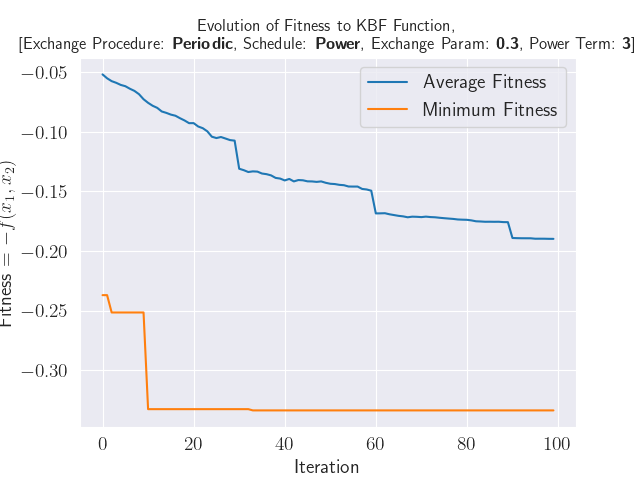 Evolution of Fitness to KBF Function,
[Exchange Procedure: Periodic, Schedule: Power, Exchange Param: 0.3, Power Term: 3]
Average Fitness
Minimum Fitness
Fitness = −f(x₁, x₂)
−0.05
−0.10
−0.15
−0.20
−0.25
−0.30
0 20 40 60 80 100
Iteration